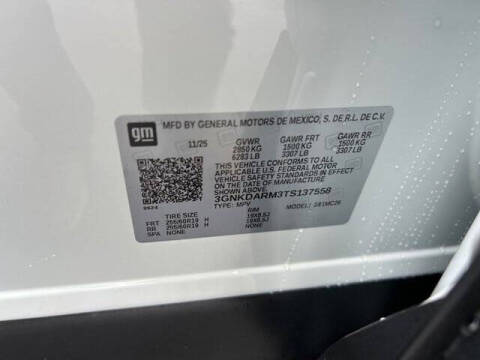 gm
MFD BY GENERAL MOTORS DE MEXICO, S. DE R.L. DE C.V.
11/25 GVWR GAWR FRT GAWR RR
2850 KG 1500 KG 1500 KG
6283 LB 3307 LB 3307 LB
THIS VEHICLE CONFORMS TO ALL
APPLICABLE U.S. FEDERAL MOTOR
VEHICLE SAFETY AND THEFT PREVENTION
STANDARDS IN EFFECT ON THE DATE OF
MANUFACTURE SHOWN ABOVE.
3GNKDARM3TS137558
TYPE: MPV MODEL:
TIRE SIZE RIM
FRT 255/60R19 H 19X8.5J
RR 255/60R19 H 19X8.5J
SPA NONE NONE